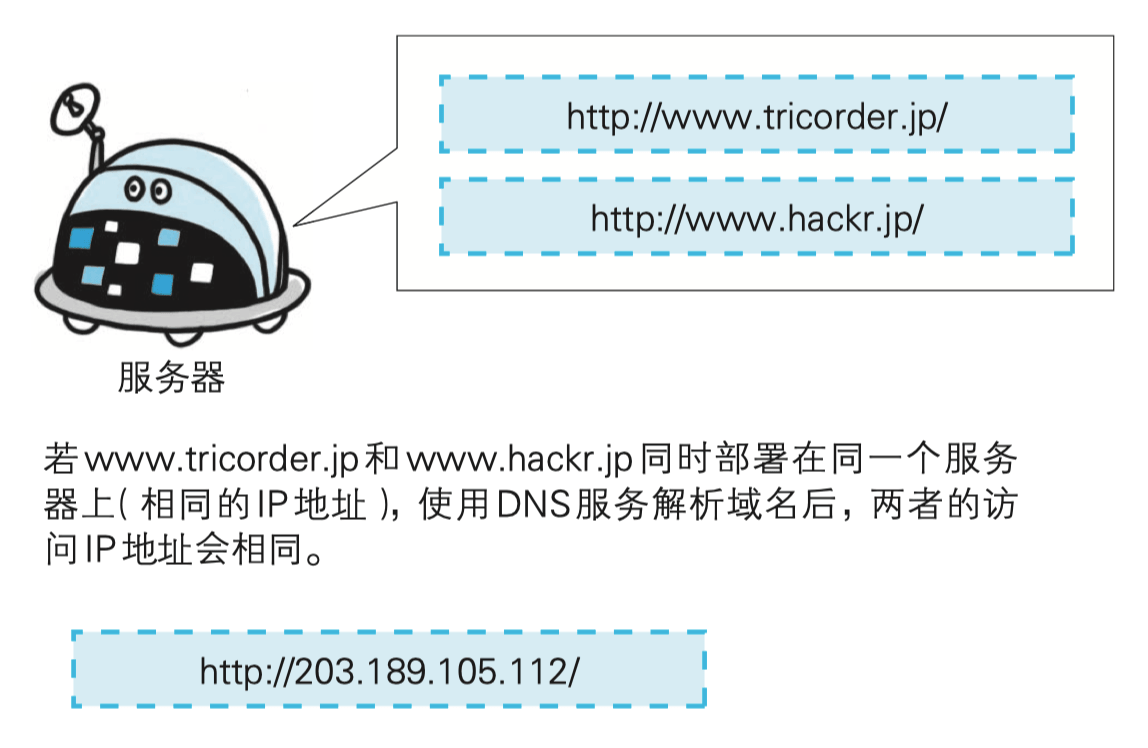 http://www.tricorder.jp/
http://www.hackr.jp/
服务器
若www.tricorder.jp和www.hackr.jp同时部署在同一个服务
器上( 相同的IP地址 ), 使用DNS服务解析域名后，两者的访
问IP地址会相同。
http://203.189.105.112/